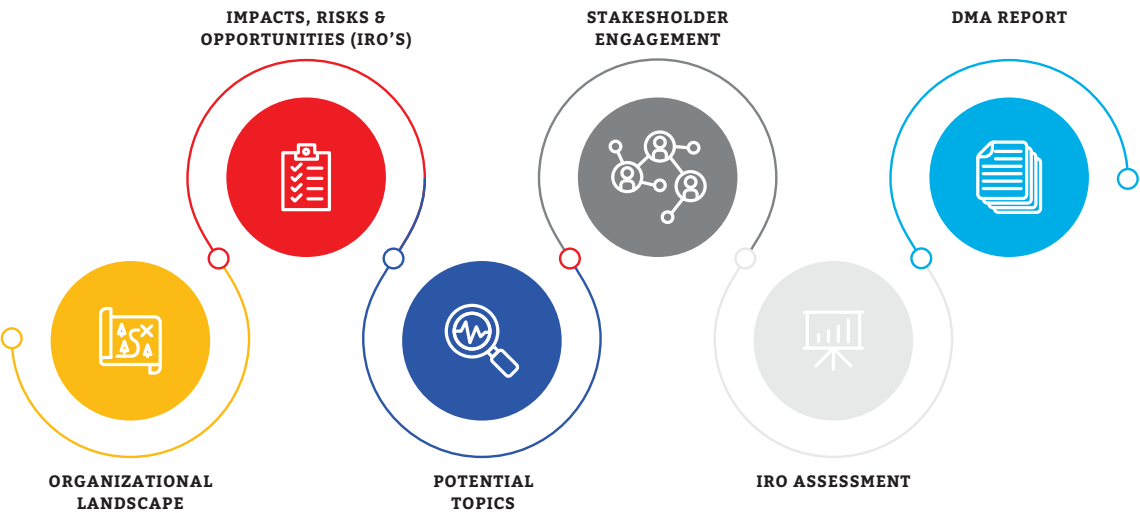 IMPACTS, RISKS &
OPPORTUNITIES (IRO'S)
STAKESHOLDER
ENGAGEMENT
DMA REPORT
ORGANIZATIONAL
LANDSCAPE
POTENTIAL
TOPICS
IRO ASSESSMENT